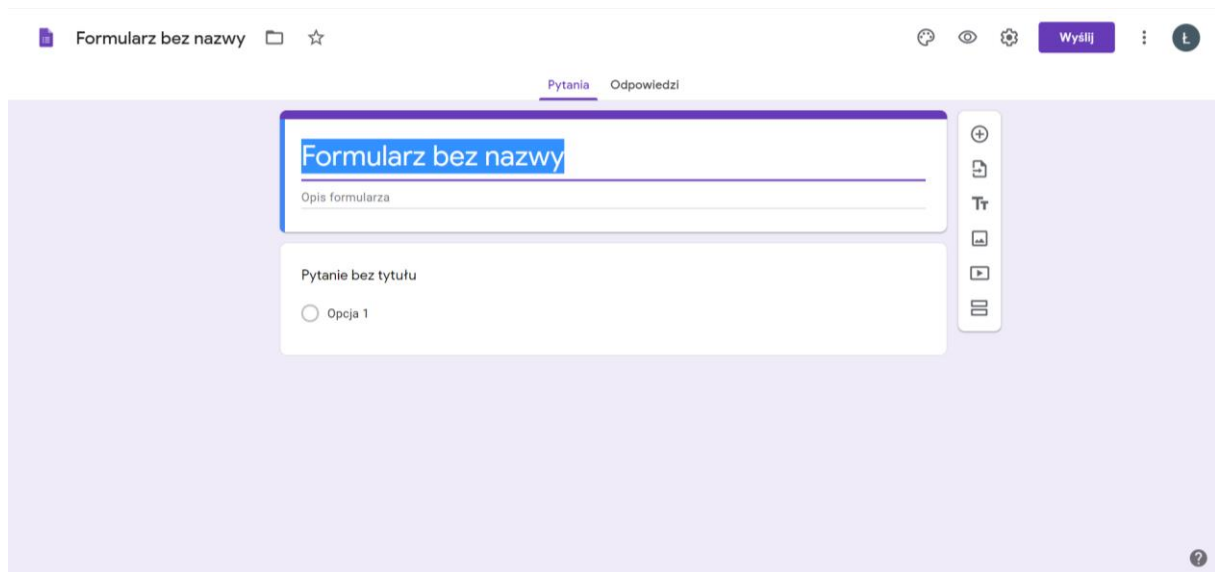 Formularz bez nazwy
Wyślij
Ł
Pytania Odpowiedzi
Formularz bez nazwy
Opis formularza
Tт
Pytanie bez tytułu
Opcja 1